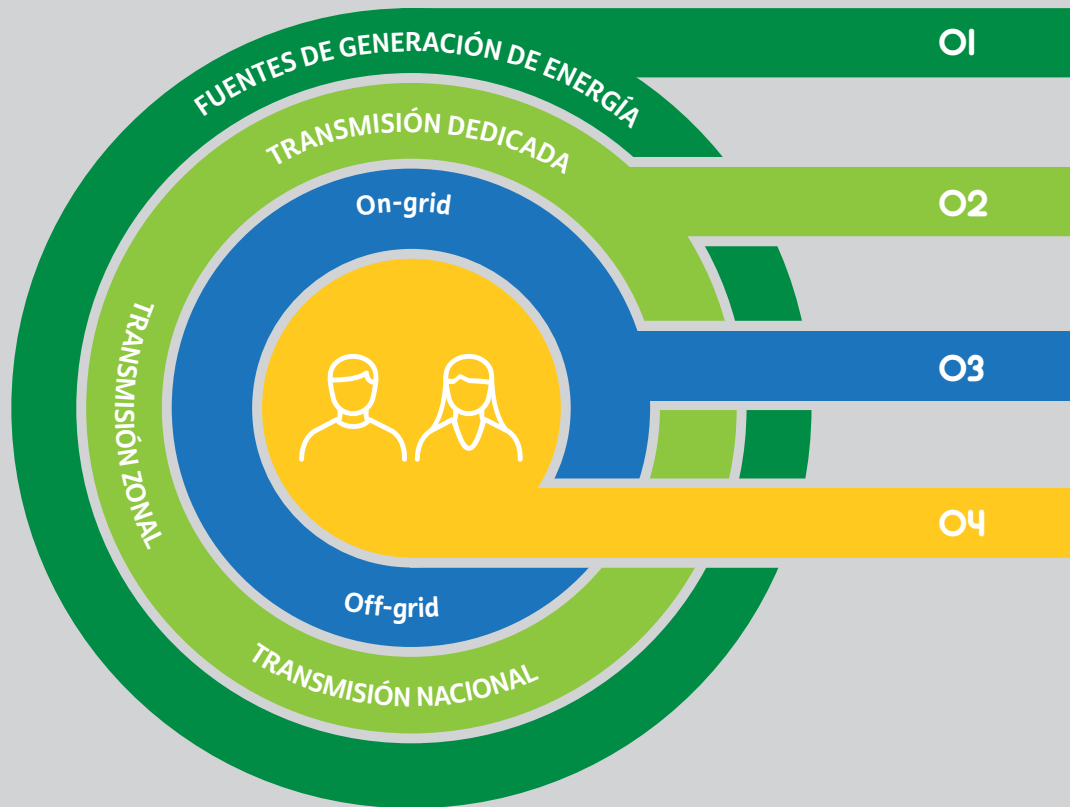 FUENTES DE GENERACIÓN DE ENERGÍA
01
TRANSMISIÓN DEDICADA
02
On-grid
TRANSMISIÓN ZONAL
03
04
Off-grid
TRANSMISIÓN NACIONAL